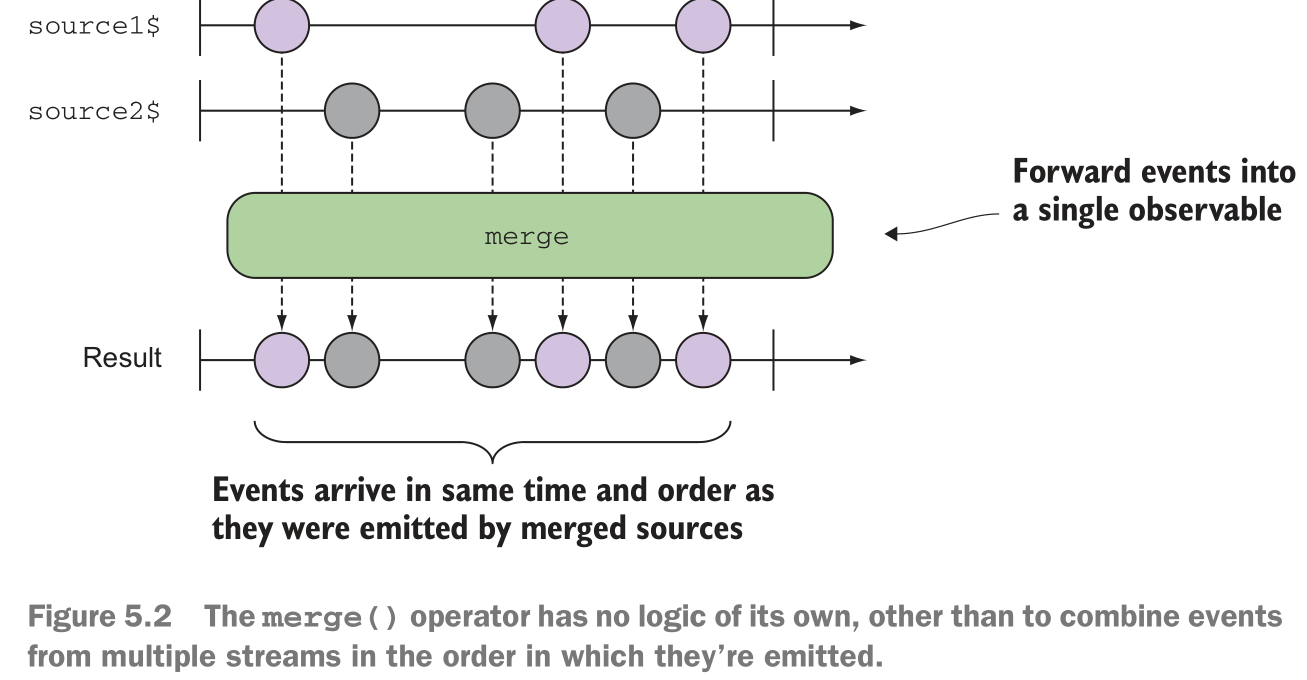 source1$
source2$
Forward events into
a single observable
merge
Result
Events arrive in same time and order as
they were emitted by merged sources
Figure 5.2 The merge() operator has no logic of its own, other than to combine events
from multiple streams in the order in which they’re emitted.